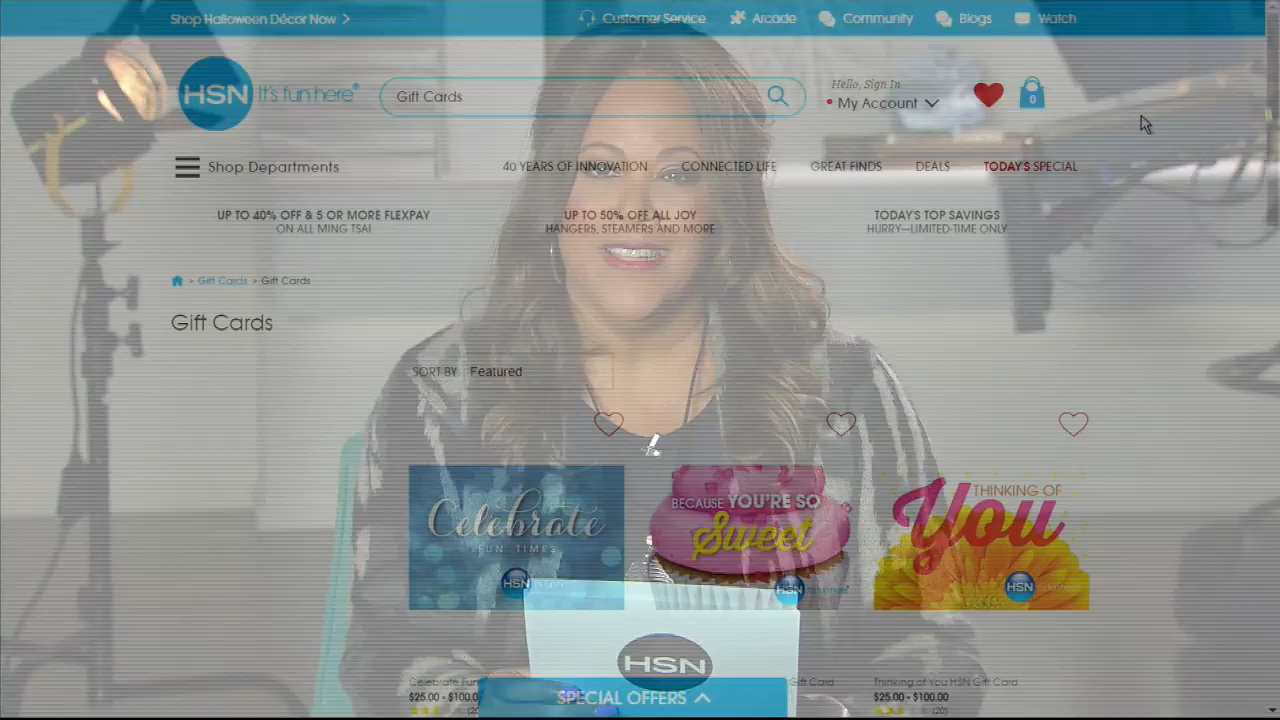 Shop Halloween Décor Now
Customer Service
Arcade
Community
Blogs
Watch
HSN It's fun here®
Gift Cards
Hello, Sign In
My Account
0
Shop Departments
40 YEARS OF INNOVATION
CONNECTED LIFE
GREAT FINDS
DEALS
TODAY'S SPECIAL
UP TO 40% OFF & 5 OR MORE FLEXPAY
ON ALL MING TSAI
UP TO 50% OFF ALL JOY
HANGERS, STEAMERS AND MORE
TODAY'S TOP SAVINGS
HURRY—LIMITED-TIME ONLY
> Gift Cards > Gift Cards
Gift Cards
SORT BY: Featured
Celebrate
FUN TIMES
HSN
BECAUSE YOU'RE SO
Sweet
HSN
THINKING OF
You
HSN
HSN
Celebrate Fun
$25.00 - $100.0
Gift Card
Thinking of You HSN Gift Card
$25.00 - $100.00
(20)
SPECIAL OFFERS